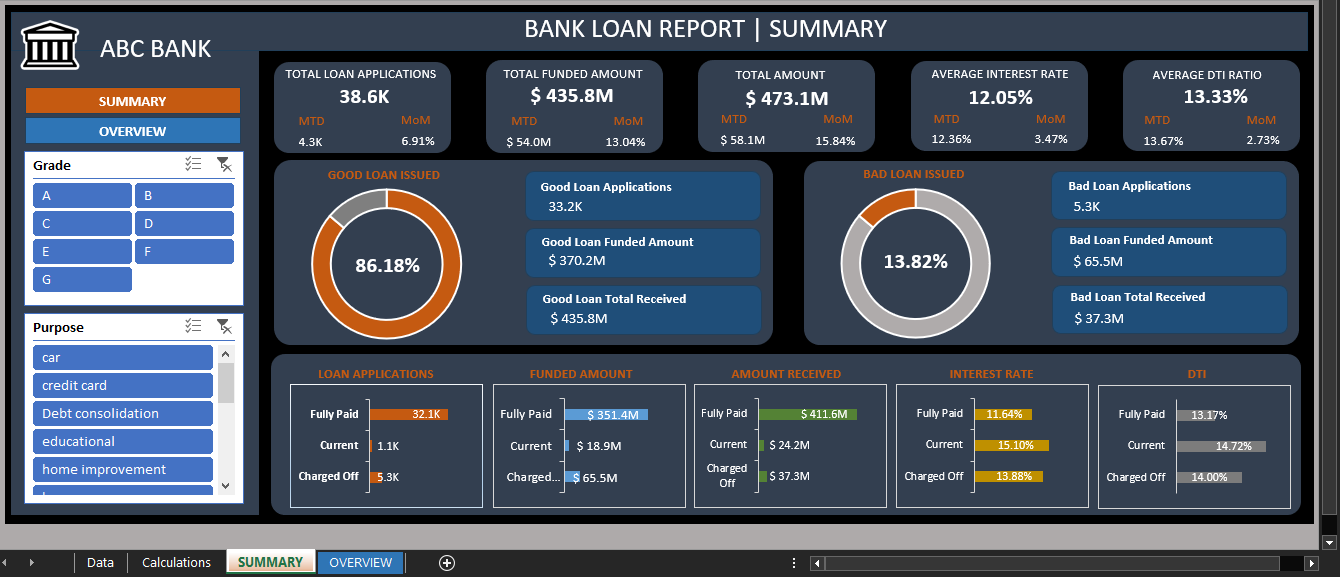 BANK LOAN REPORT | SUMMARY
ABC BANK
SUMMARY
OVERVIEW
Grade
A B
C D
E F
G
Purpose
car
credit card
Debt consolidation
educational
home improvement
TOTAL LOAN APPLICATIONS
38.6K
MTD MoM
4.3K 6.91%
TOTAL FUNDED AMOUNT
$ 435.8M
MTD MoM
$ 54.0M 13.04%
TOTAL AMOUNT
$ 473.1M
MTD MoM
$ 58.1M 15.84%
AVERAGE INTEREST RATE
12.05%
MTD MoM
12.36% 3.47%
AVERAGE DTI RATIO
13.33%
MTD MoM
13.67% 2.73%
GOOD LOAN ISSUED
86.18%
Good Loan Applications
33.2K
Good Loan Funded Amount
$ 370.2M
Good Loan Total Received
$ 435.8M
BAD LOAN ISSUED
13.82%
Bad Loan Applications
5.3K
Bad Loan Funded Amount
$ 65.5M
Bad Loan Total Received
$ 37.3M
LOAN APPLICATIONS
Fully Paid 32.1K
Current 1.1K
Charged Off 5.3K
FUNDED AMOUNT
Fully Paid $ 351.4M
Current $ 18.9M
Charged... $ 65.5M
AMOUNT RECEIVED
Fully Paid $ 411.6M
Current $ 24.2M
Charged
Off $ 37.3M
INTEREST RATE
Fully Paid 11.64%
Current 15.10%
Charged Off 13.88%
DTI
Fully Paid 13.17%
Current 14.72%
Charged Off 14.00%
Data Calculations SUMMARY OVERVIEW